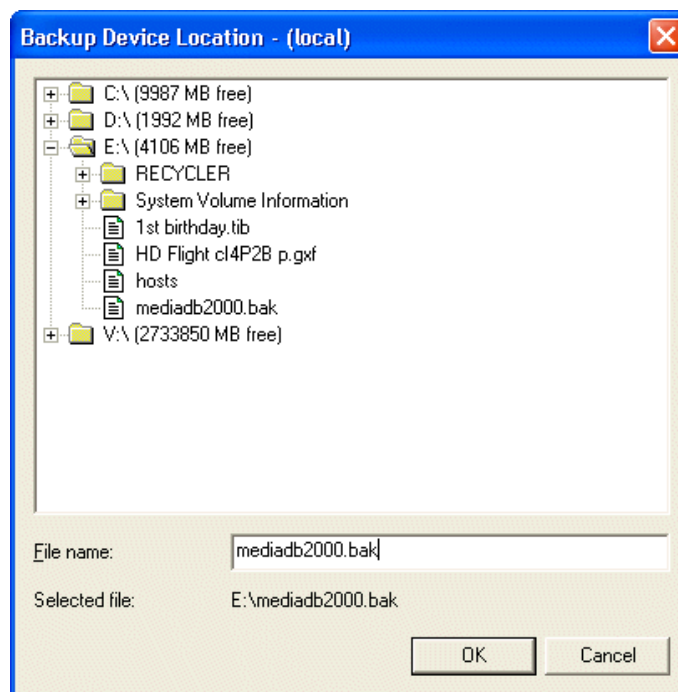 Backup Device Location - (local)
C:\ (9987 MB free)
D:\ (1992 MB free)
E:\ (4106 MB free)
RECYCLER
System Volume Information
1st birthday.tib
HD Flight cl4P2B p.gxf
hosts
mediadb2000.bak
V:\ (2733850 MB free)
File name: mediadb2000.bak
Selected file: E:\mediadb2000.bak
OK Cancel